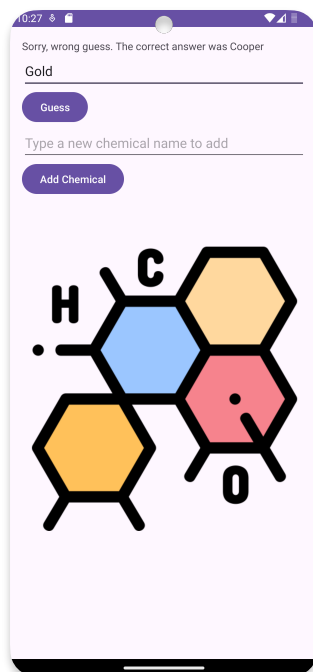 10:27
Sorry, wrong guess. The correct answer was Cooper
Gold
Guess
Type a new chemical name to add
Add Chemical
C
H
O